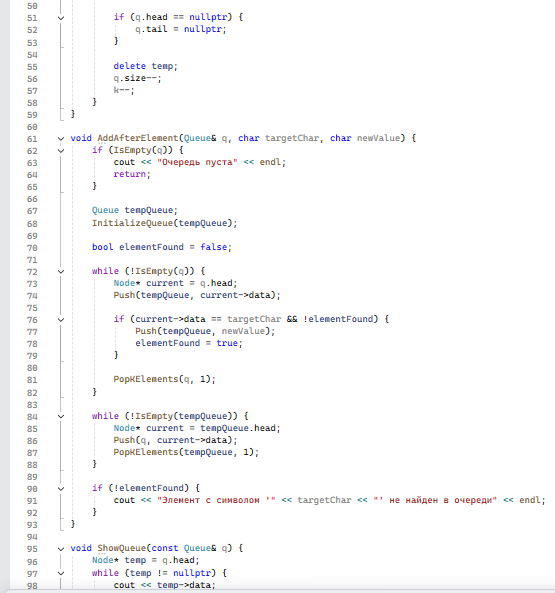 50
51 if (q.head == nullptr) {
52 q.tail = nullptr;
53 }
54
55 delete temp;
56 q.size--;
57 k--;
58 }
59 }
60
61 void AddAfterElement(Queue& q, char targetChar, char newValue) {
62 if (IsEmpty(q)) {
63 cout << "Очередь пуста" << endl;
64 return;
65 }
66
67 Queue tempQueue;
68 InitializeQueue(tempQueue);
69
70 bool elementFound = false;
71
72 while (!IsEmpty(q)) {
73 Node* current = q.head;
74 Push(tempQueue, current->data);
75
76 if (current->data == targetChar && !elementFound) {
77 Push(tempQueue, newValue);
78 elementFound = true;
79 }
80
81 PopKElements(q, 1);
82 }
83
84 while (!IsEmpty(tempQueue)) {
85 Node* current = tempQueue.head;
86 Push(q, current->data);
87 PopKElements(tempQueue, 1);
88 }
89
90 if (!elementFound) {
91 cout << "Элемент с символом '" << targetChar << "' не найден в очереди" << endl;
92 }
93 }
94
95 void ShowQueue(const Queue& q) {
96 Node* temp = q.head;
97 while (temp != nullptr) {
98 cout << temp->data;